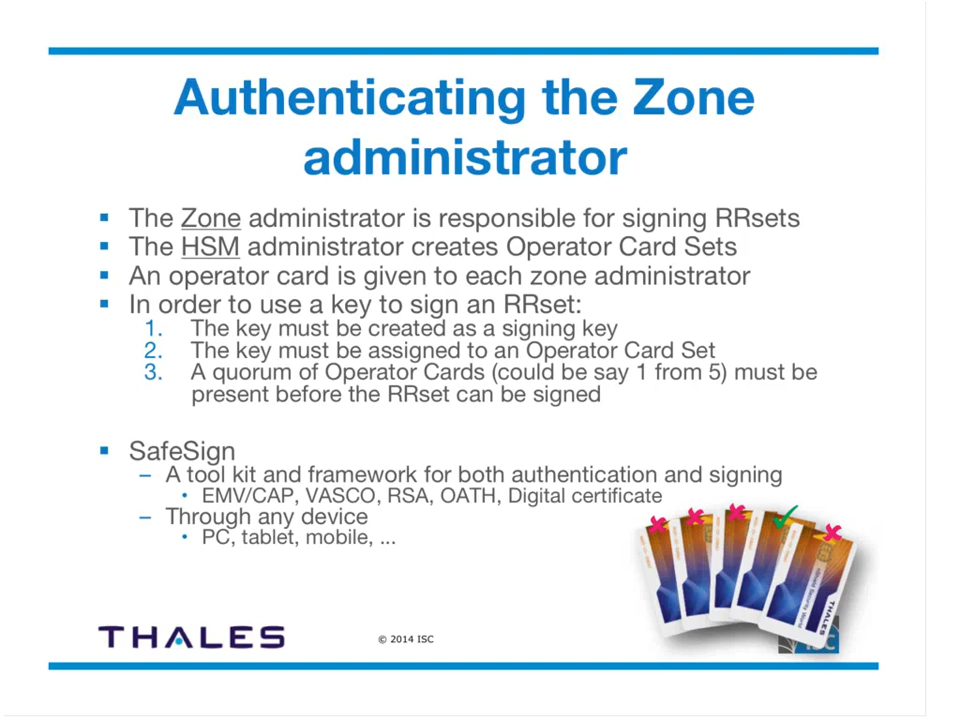 Authenticating the Zone
administrator
▪ The Zone administrator is responsible for signing RRsets
▪ The HSM administrator creates Operator Card Sets
▪ An operator card is given to each zone administrator
▪ In order to use a key to sign an RRset:
1. The key must be created as a signing key
2. The key must be assigned to an Operator Card Set
3. A quorum of Operator Cards (could be say 1 from 5) must be
present before the RRset can be signed
▪ SafeSign
– A tool kit and framework for both authentication and signing
• EMV/CAP, VASCO, RSA, OATH, Digital certificate
– Through any device
• PC, tablet, mobile, ...
THALES
© 2014 ISC
THALES
ISC